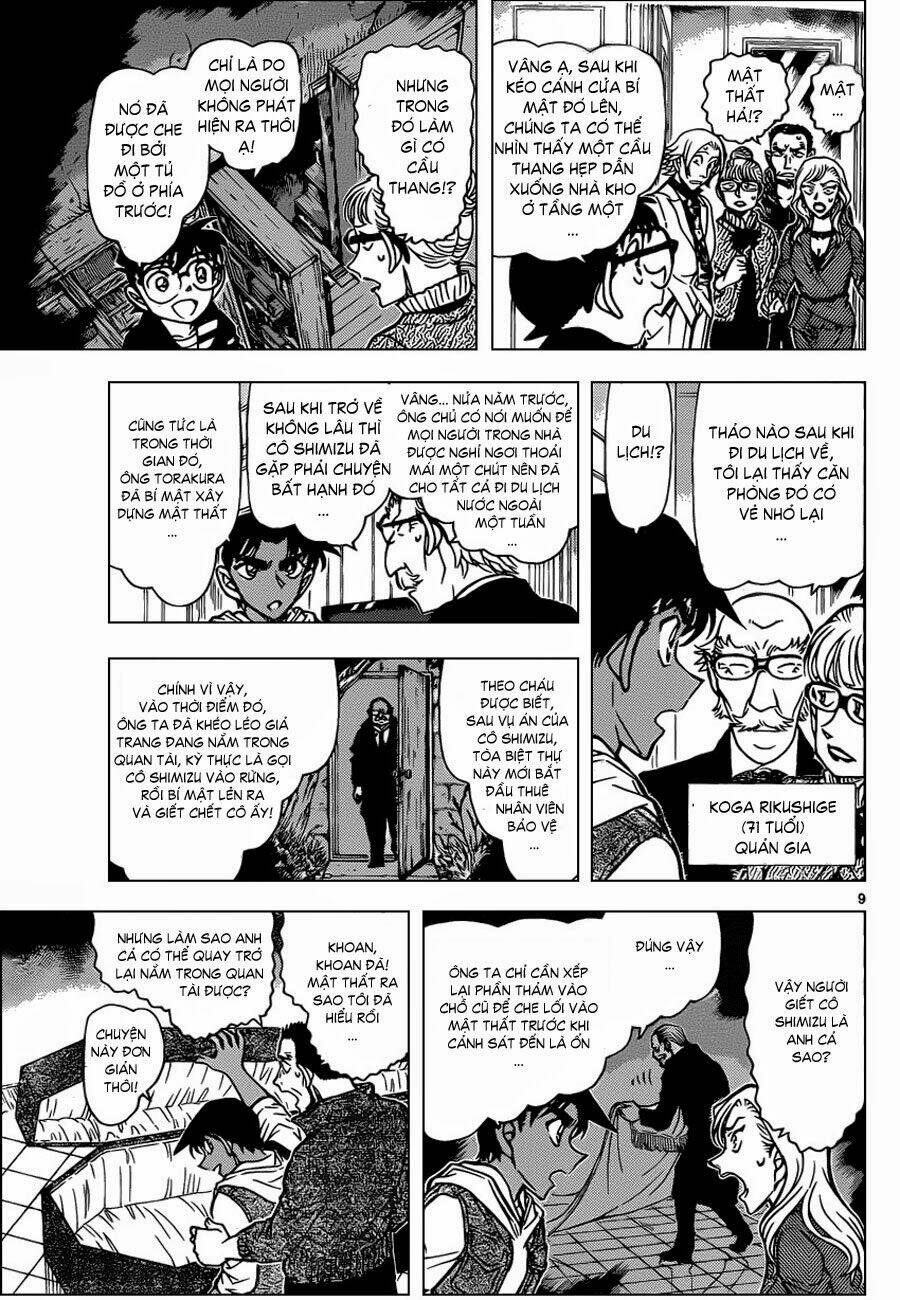 MẬT
...
MẬT
THẤT
HẢ!?
VÂNG Ạ, SAU KHI
KÉO CÁNH CỬA BÍ
MẬT ĐÓ LÊN,
CHÚNG TA CÓ THỂ
NHÌN THẤY MỘT CẦU
THANG HẸP DẪN
XUỐNG NHÀ KHO
Ở TẦNG MỘT
...
NHƯNG
TRONG
ĐÓ LÀM
GÌ CÓ
CẦU
THANG!?
CHỈ LÀ DO
MỌI NGƯỜI
KHÔNG PHÁT
HIỆN RA THÔI
Ạ!
NÓ ĐÃ
ĐƯỢC CHE
ĐI BỞI
MỘT TỦ
ĐỒ Ở PHÍA
TRƯỚC!
THẢO NÀO SAU KHI
ĐI DU LỊCH VỀ,
TÔI LẠI THẤY CĂN
PHÒNG ĐÓ CÓ
VẺ NHỎ LẠI
...
DU
LỊCH!?
KOGA RIKUSHIGE
(71 TUỔI)
QUẢN GIA
VÂNG... NỬA NĂM TRƯỚC,
ÔNG CHỦ CÓ NÓI MUỐN ĐỂ
MỌI NGƯỜI TRONG NHÀ
ĐƯỢC NGHỈ NGƠI THOẢI
MÁI MỘT CHÚT NÊN ĐÃ
CHO TẤT CẢ ĐI DU LỊCH
NƯỚC NGOÀI
MỘT TUẦN
...
SAU KHI TRỞ VỀ
KHÔNG LÂU THÌ
CÔ SHIMIZU ĐÃ
GẶP PHẢI CHUYỆN
BẤT HẠNH ĐÓ
...
CŨNG TỨC LÀ
TRONG THỜI
GIAN ĐÓ,
ÔNG TORAKURA
ĐÃ BÍ MẬT XÂY
DỰNG MẬT THẤT
...
THEO CHÁU
ĐƯỢC BIẾT,
SAU VỤ ÁN CỦA
CÔ SHIMIZU,
TÒA BIỆT THỰ
NÀY MỚI BẮT
ĐẦU THUÊ
NHÂN VIÊN
BẢO VỆ
...
CHÍNH VÌ VẬY,
VÀO THỜI ĐIỂM ĐÓ,
ÔNG TA ĐÃ KHÉO LÉO GIẢ
TRANG ĐANG NẰM TRONG
QUAN TÀI, KỲ THỰC LÀ GỌI
CÔ SHIMIZU VÀO RỪNG,
RỒI BÍ MẬT LẺN RA
VÀ GIẾT CHẾT CÔ ẤY!
9
VẬY NGƯỜI
GIẾT CÔ
SHIMIZU LÀ
ANH CẢ
SAO?
ĐÚNG VẬY
...
ÔNG TA CHỈ CẦN XẾP
LẠI PHẦN THẢM VÀO
CHỖ CŨ ĐỂ CHE LỐI VÀO
MẬT THẤT TRƯỚC KHI
CẢNH SÁT ĐẾN LÀ ỔN
...
KHOAN,
KHOAN ĐÃ!
MẬT THẤT RA
SAO TÔI ĐÃ
HIỂU RỒI
...
NHƯNG LÀM SAO ANH
CẢ CÓ THỂ QUAY TRỞ
LẠI NẰM TRONG QUAN
TÀI ĐƯỢC?
CHUYỆN
NÀY ĐƠN
GIẢN
THÔI!